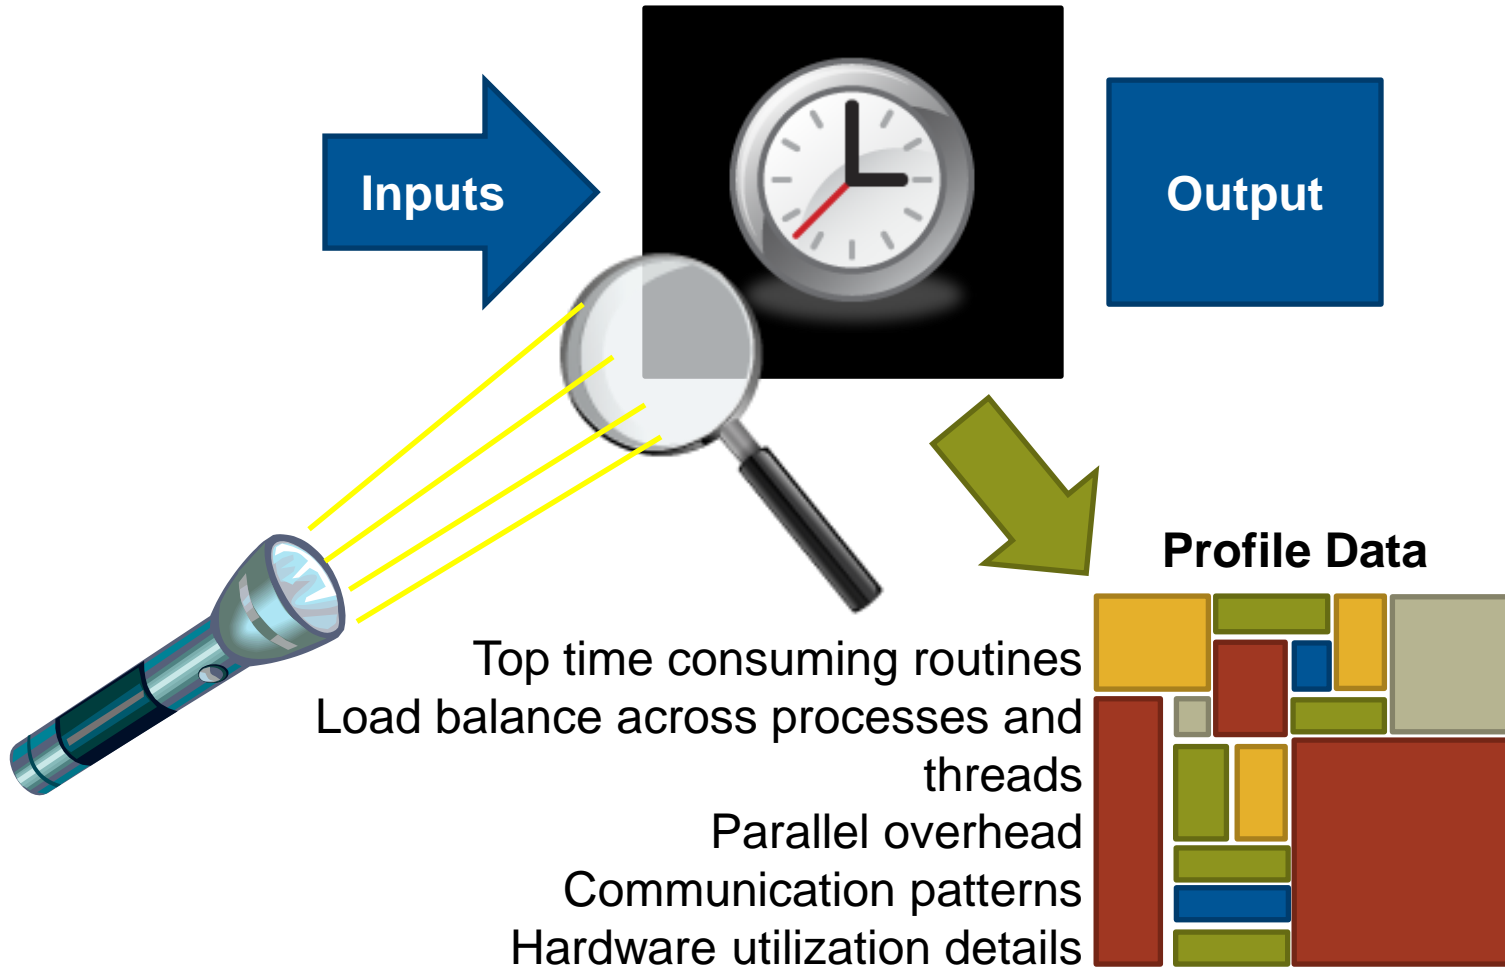 Inputs
Output
Profile Data
Top time consuming routines
Load balance across processes and
threads
Parallel overhead
Communication patterns
Hardware utilization details